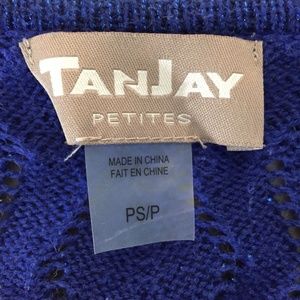 TANJAY
PETITES
MADE IN CHINA
FAIT EN CHINE
PS/P